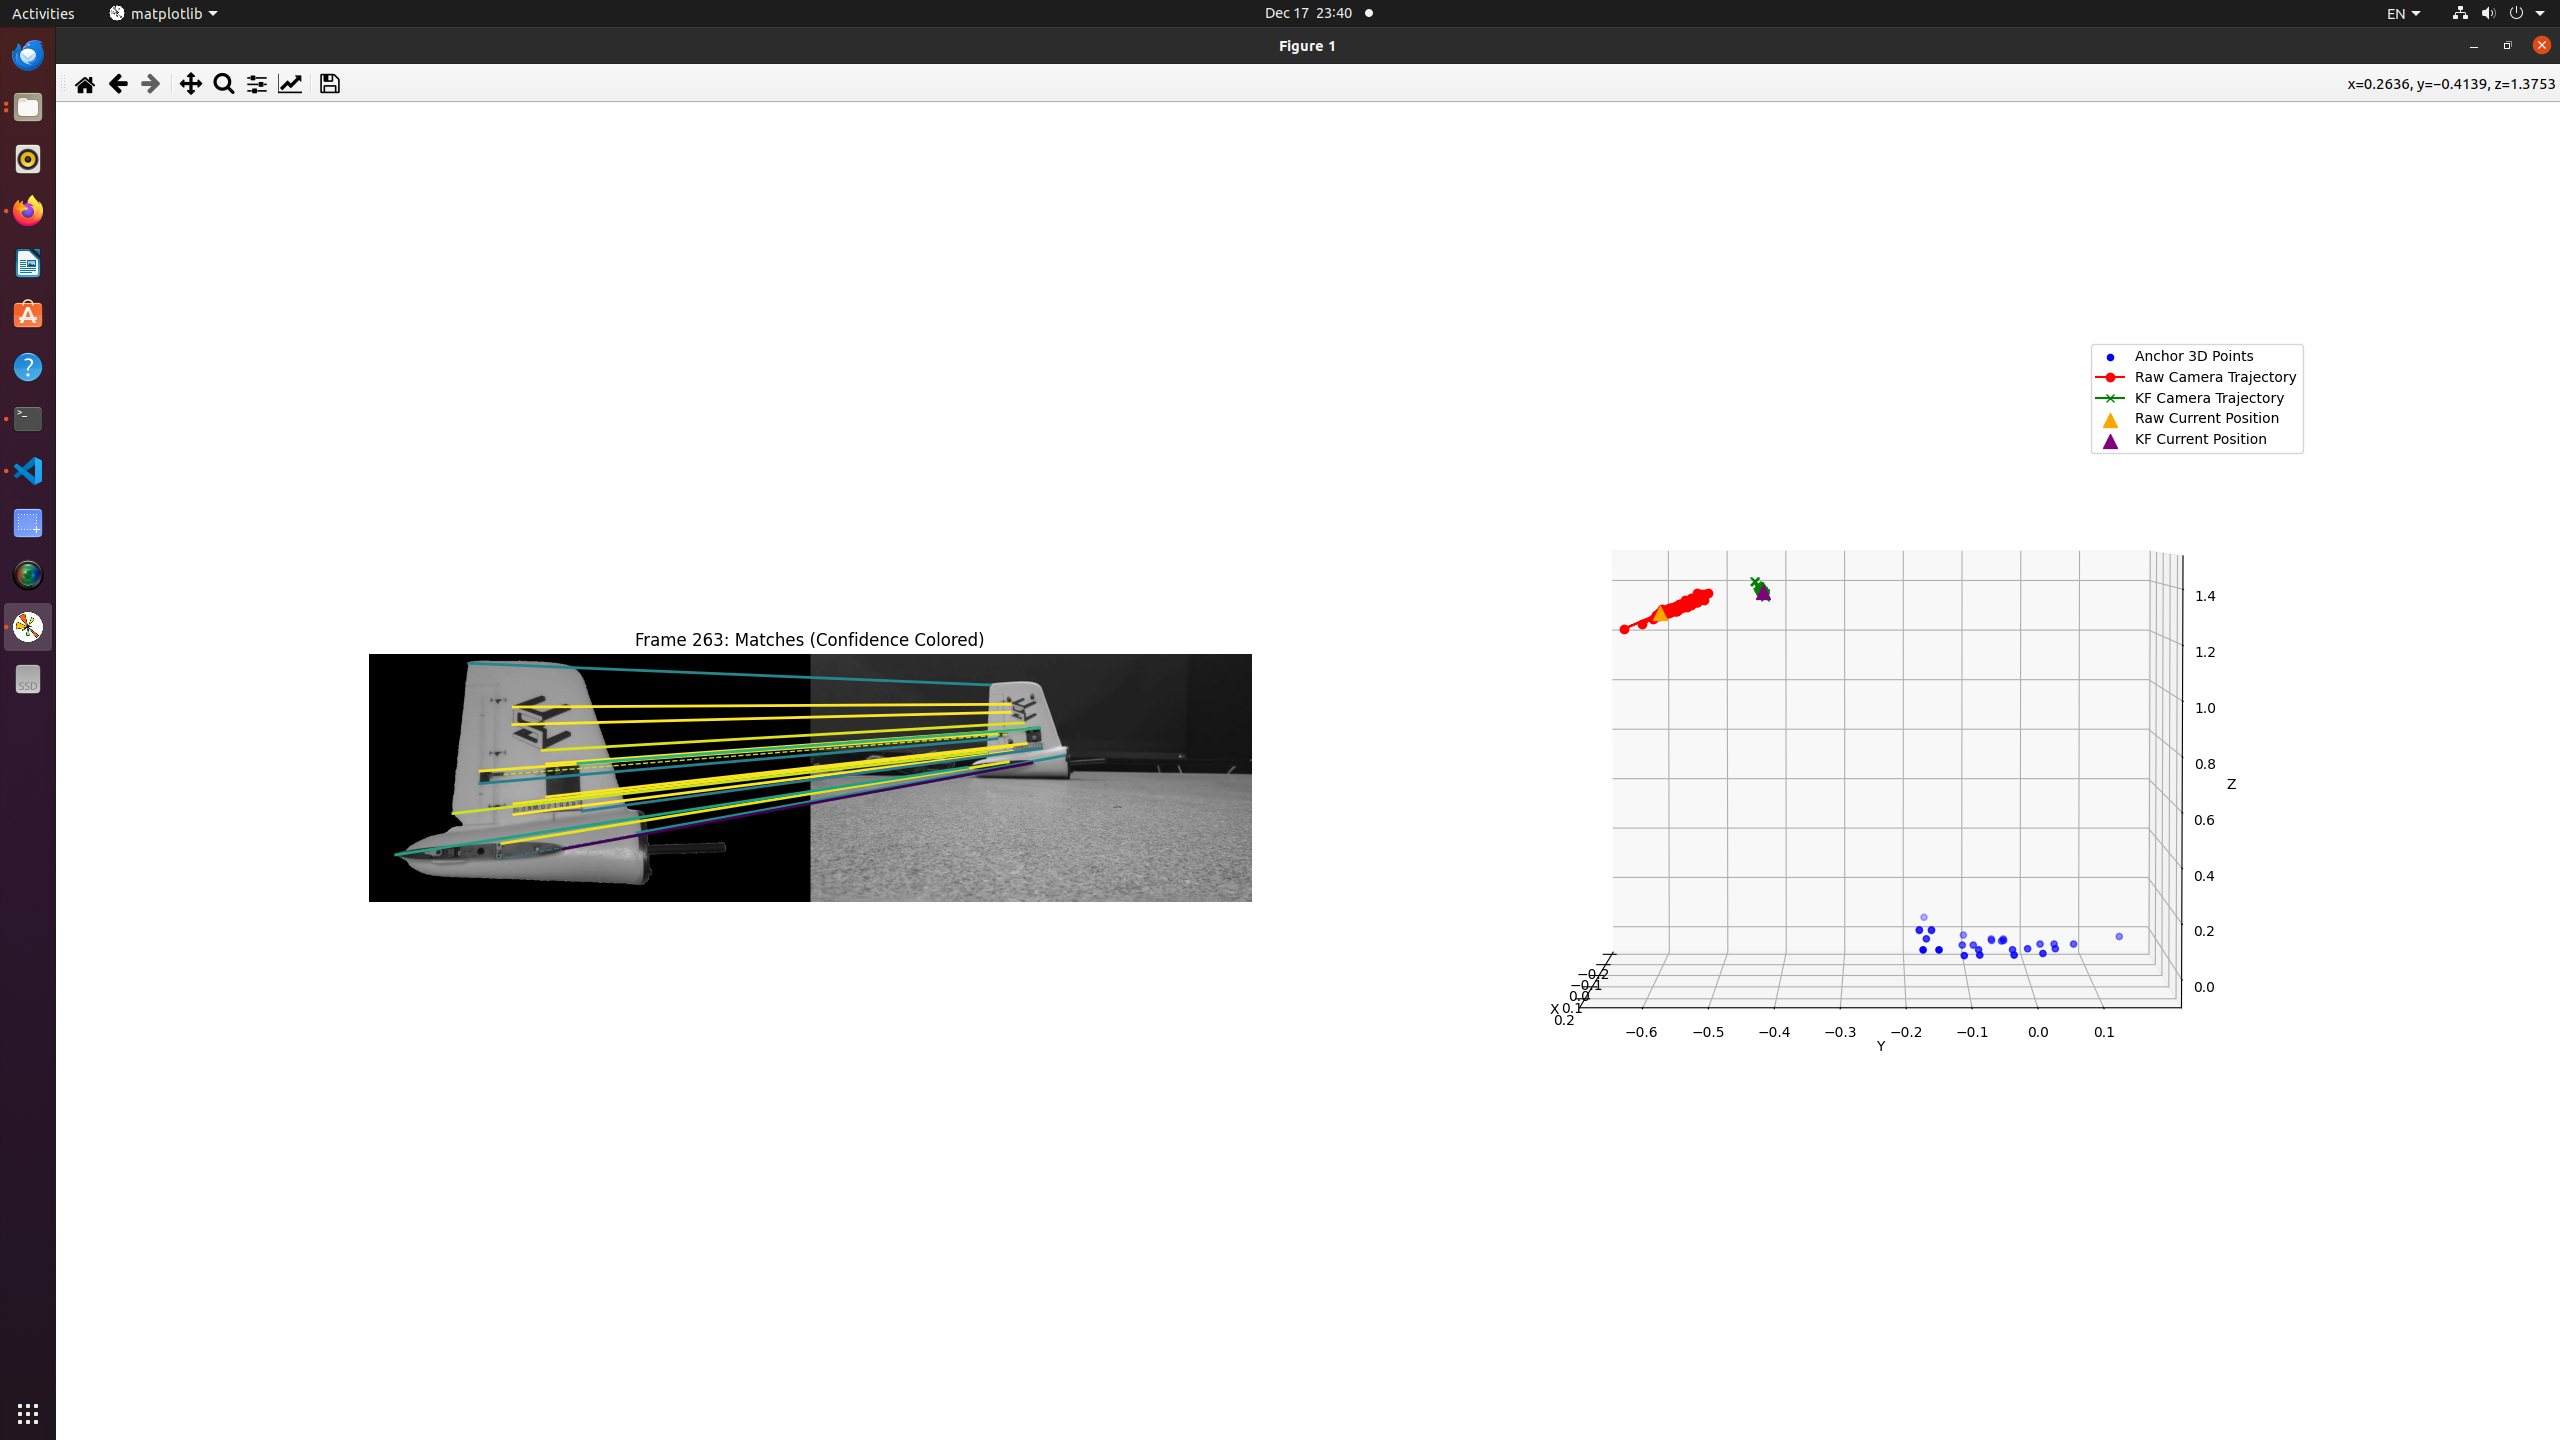 Activities
matplotlib
Dec 17 23:40
EN
Figure 1
x=0.2636, y=−0.4139, z=1.3753
Anchor 3D Points
Raw Camera Trajectory
KF Camera Trajectory
Raw Current Position
KF Current Position
Frame 263: Matches (Confidence Colored)
1.4
1.2
1.0
0.8
Z
0.6
0.4
0.2
0.0
−0.2
−0.1
0.0
X 0.1
0.2
−0.6 −0.5 −0.4 −0.3 −0.2 −0.1 0.0 0.1
Y
SSD